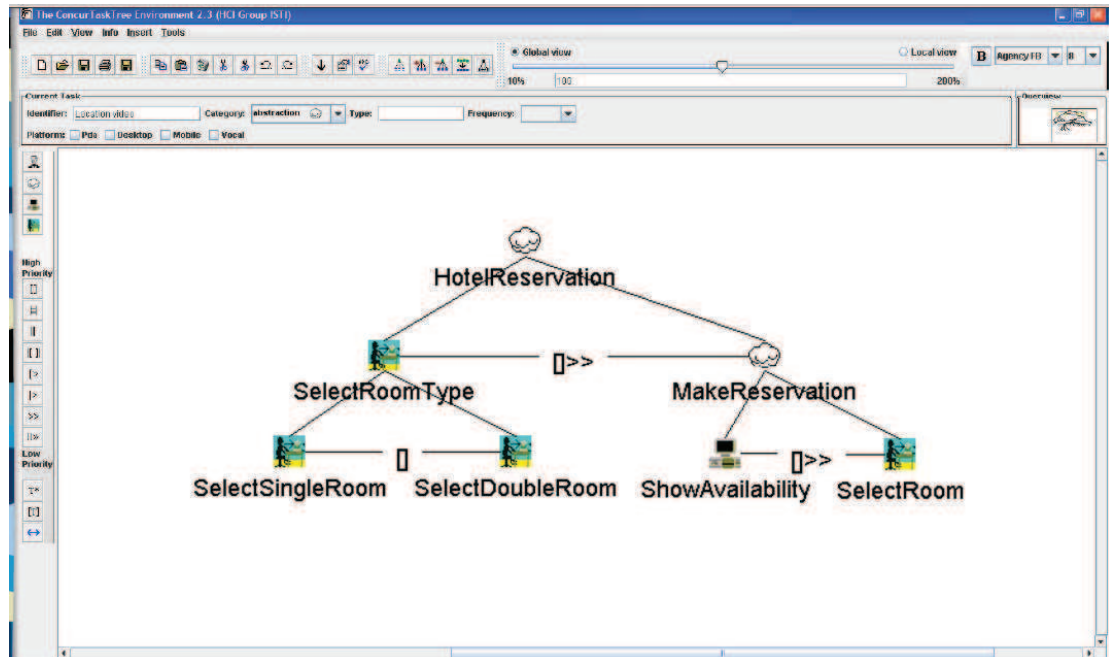 The ConcurTaskTree Environment 2.3 (HCI Group ISTI)
File Edit View Info Insert Tools
Global view Local view
B Agency FB 8
10% 100 200%
Current Task
Overview
Identifier: Location video Category: abstraction Type: Frequency:
Platform: Pda Desktop Mobile Vocal
High
Priority
[]
||
[>
|>
>>
Low
Priority
T*
HotelReservation
[]>>
SelectRoomType MakeReservation
[] []>>
SelectSingleRoom SelectDoubleRoom ShowAvailability SelectRoom